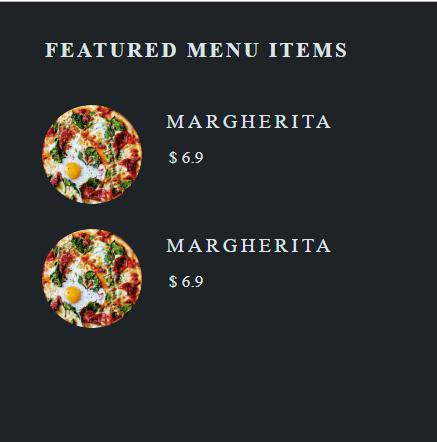 FEATURED MENU ITEMS
MARGHERITA
$ 6.9
MARGHERITA
$ 6.9